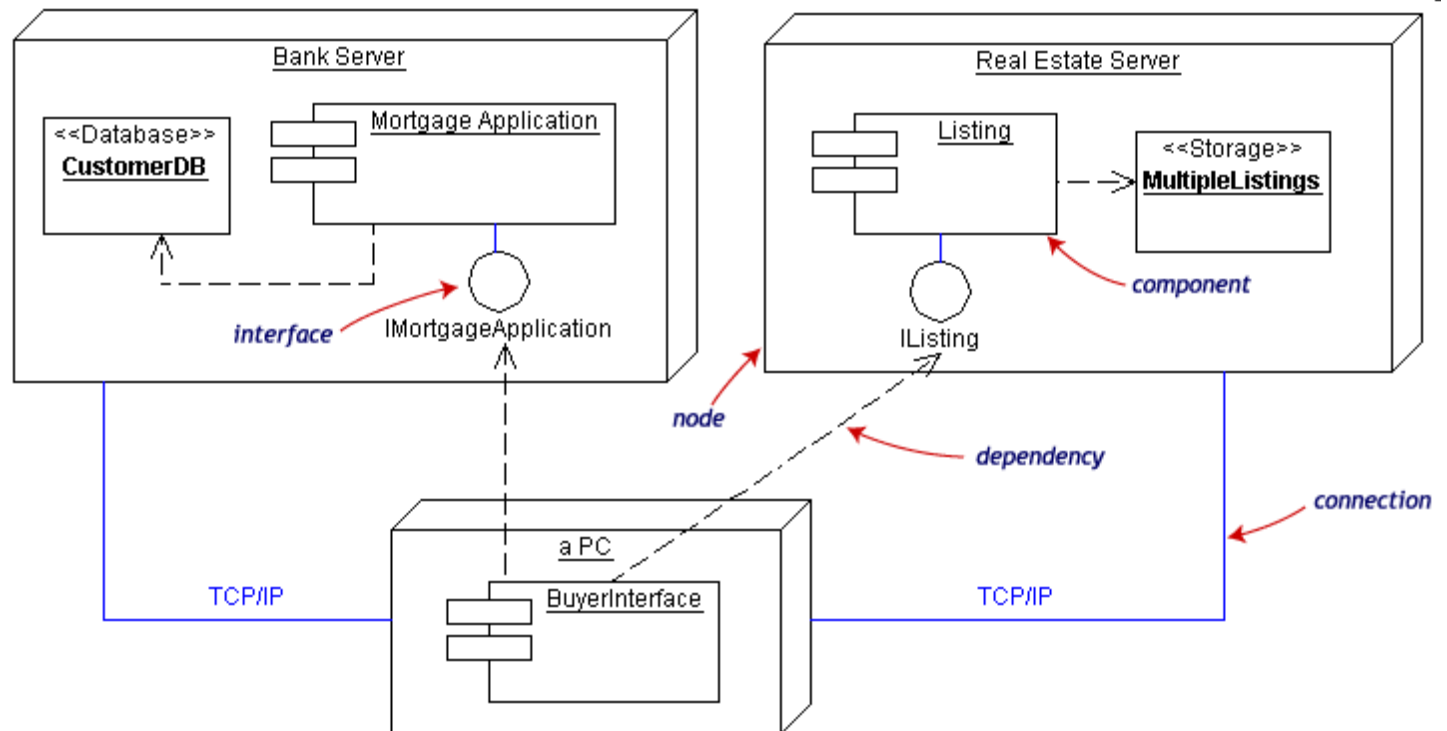 Bank Server
<<Database>>
CustomerDB
Mortgage Application
IMortgageApplication
interface
Real Estate Server
Listing
<<Storage>>
MultipleListings
IListing
component
node
dependency
connection
a PC
BuyerInterface
TCP/IP
TCP/IP